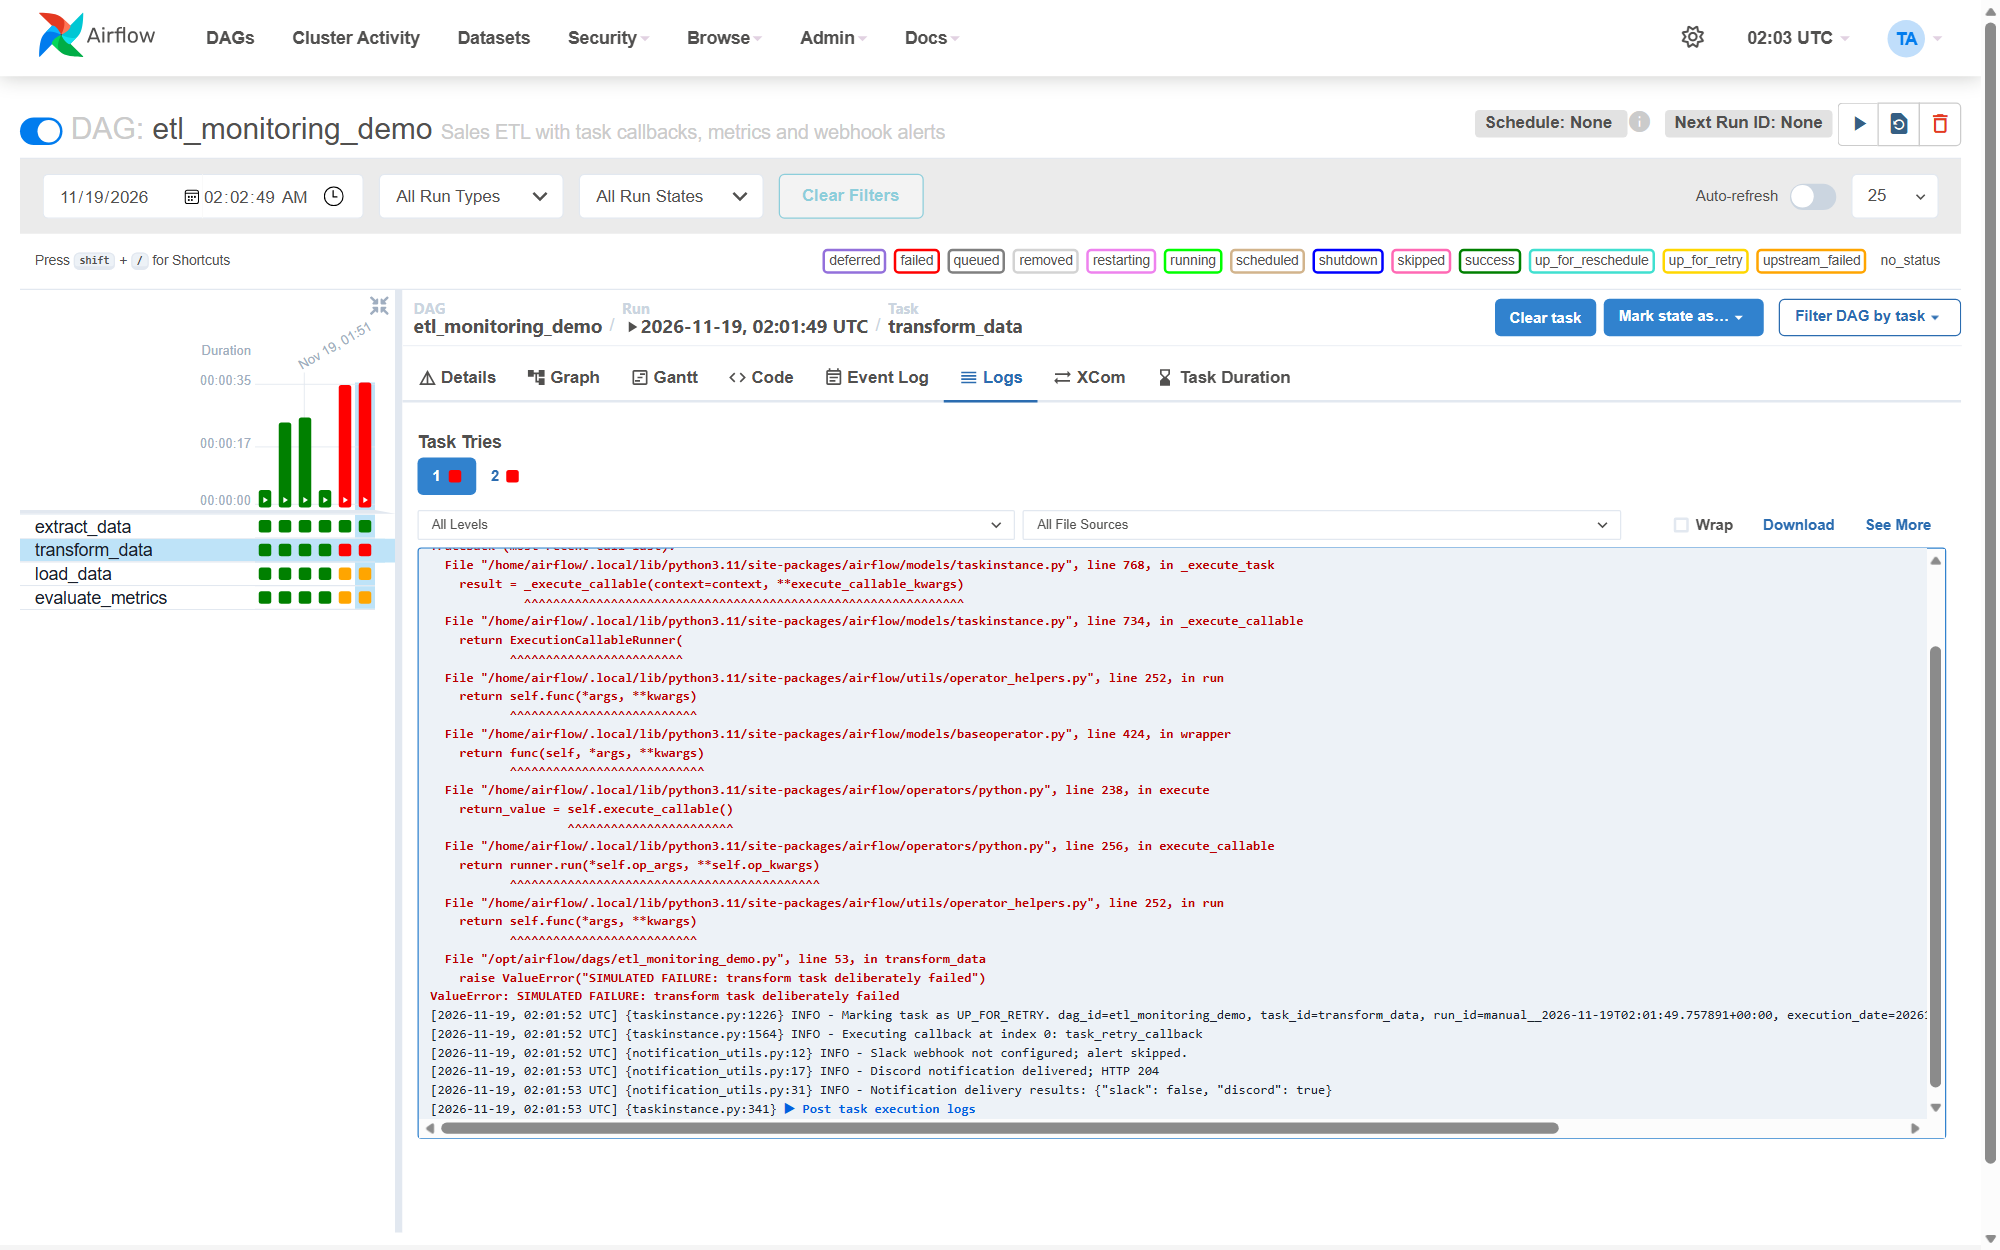 Airflow
DAGs
Cluster Activity
Datasets
Security
Browse
Admin
Docs
02:03 UTC
TA
DAG: etl_monitoring_demo Sales ETL with task callbacks, metrics and webhook alerts
Schedule: None
Next Run ID: None
11/19/2026
02:02:49 AM
All Run Types
All Run States
Clear Filters
Auto-refresh
25
Press shift + / for Shortcuts
deferred
failed
queued
removed
restarting
running
scheduled
shutdown
skipped
success
up_for_reschedule
up_for_retry
upstream_failed
no_status
Duration
Nov 19, 01:51
00:00:35
00:00:17
00:00:00
extract_data
transform_data
load_data
evaluate_metrics
DAG
etl_monitoring_demo
/
Run
2026-11-19, 02:01:49 UTC
/
Task
transform_data
Clear task
Mark state as...
Filter DAG by task
Details
Graph
Gantt
Code
Event Log
Logs
XCom
Task Duration
Task Tries
1
2
All Levels
All File Sources
Wrap
Download
See More
Traceback (most recent call last):
File "/home/airflow/.local/lib/python3.11/site-packages/airflow/models/taskinstance.py", line 768, in _execute_task
result = _execute_callable(context=context, **execute_callable_kwargs)
^^^^^^^^^^^^^^^^^^^^^^^^^^^^^^^^^^^^^^^^^^^^^^^^^^^^^^^^^^^^^
File "/home/airflow/.local/lib/python3.11/site-packages/airflow/models/taskinstance.py", line 734, in _execute_callable
return ExecutionCallableRunner(
^^^^^^^^^^^^^^^^^^^^^^^^
File "/home/airflow/.local/lib/python3.11/site-packages/airflow/utils/operator_helpers.py", line 252, in run
return self.func(*args, **kwargs)
^^^^^^^^^^^^^^^^^^^^^^^^^^
File "/home/airflow/.local/lib/python3.11/site-packages/airflow/models/baseoperator.py", line 424, in wrapper
return func(self, *args, **kwargs)
^^^^^^^^^^^^^^^^^^^^^^^^^^^
File "/home/airflow/.local/lib/python3.11/site-packages/airflow/operators/python.py", line 238, in execute
return_value = self.execute_callable()
^^^^^^^^^^^^^^^^^^^^^^^
File "/home/airflow/.local/lib/python3.11/site-packages/airflow/operators/python.py", line 256, in execute_callable
return runner.run(*self.op_args, **self.op_kwargs)
^^^^^^^^^^^^^^^^^^^^^^^^^^^^^^^^^^^^^^^^^^^
File "/home/airflow/.local/lib/python3.11/site-packages/airflow/utils/operator_helpers.py", line 252, in run
return self.func(*args, **kwargs)
^^^^^^^^^^^^^^^^^^^^^^^^^^
File "/opt/airflow/dags/etl_monitoring_demo.py", line 53, in transform_data
raise ValueError("SIMULATED FAILURE: transform task deliberately failed")
ValueError: SIMULATED FAILURE: transform task deliberately failed
[2026-11-19, 02:01:52 UTC] {taskinstance.py:1226} INFO - Marking task as UP_FOR_RETRY. dag_id=etl_monitoring_demo, task_id=transform_data, run_id=manual__2026-11-19T02:01:49.757891+00:00, execution_date=20261
[2026-11-19, 02:01:52 UTC] {taskinstance.py:1564} INFO - Executing callback at index 0: task_retry_callback
[2026-11-19, 02:01:52 UTC] {notification_utils.py:12} INFO - Slack webhook not configured; alert skipped.
[2026-11-19, 02:01:53 UTC] {notification_utils.py:17} INFO - Discord notification delivered; HTTP 204
[2026-11-19, 02:01:53 UTC] {notification_utils.py:31} INFO - Notification delivery results: {"slack": false, "discord": true}
[2026-11-19, 02:01:53 UTC] {taskinstance.py:341} ▶ Post task execution logs